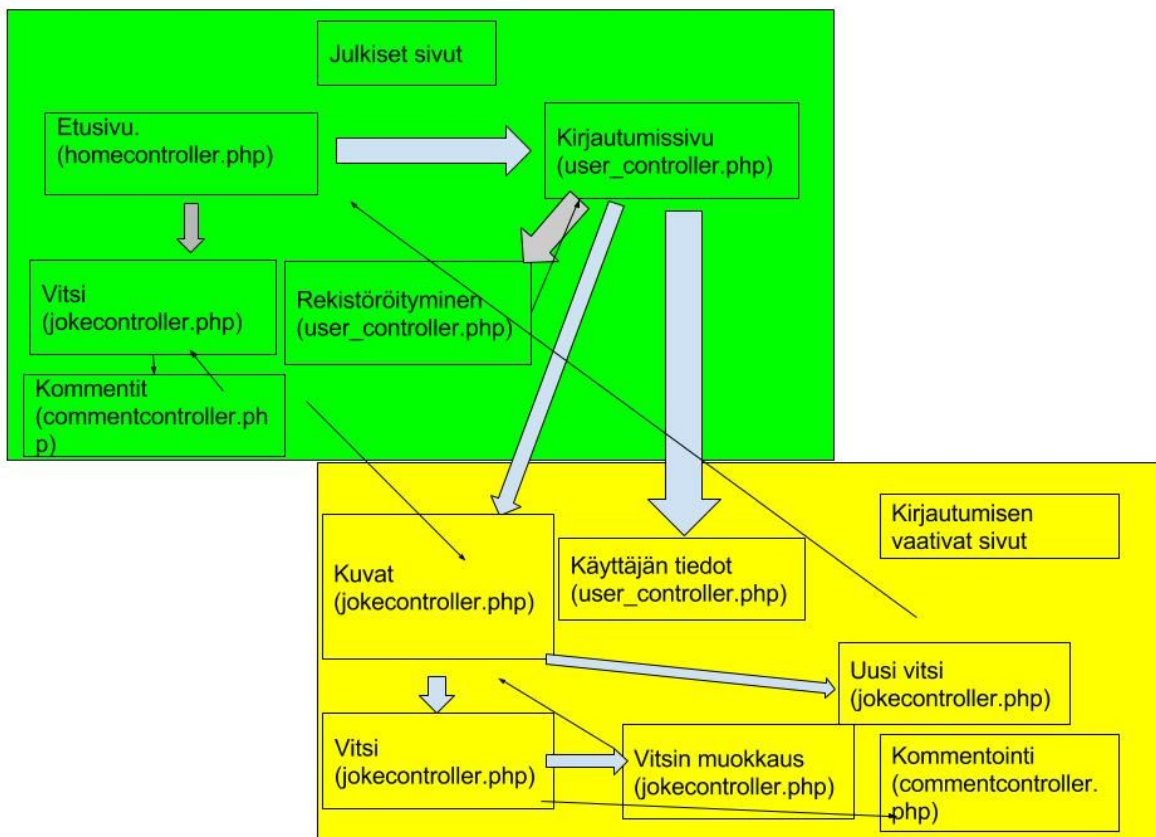 Julkiset sivut
Etusivu.
(homecontroller.php)
Kirjautumissivu
(user_controller.php)
Vitsi
(jokecontroller.php)
Rekistöröityminen
(user_controller.php)
Kommentit
(commentcontroller.ph
p)
Kirjautumisen
vaativat sivut
Kuvat
(jokecontroller.php)
Käyttäjän tiedot
(user_controller.php)
Uusi vitsi
(jokecontroller.php)
Vitsi
(jokecontroller.php)
Vitsin muokkaus
(jokecontroller.php)
Kommentointi
(commentcontroller.
php)